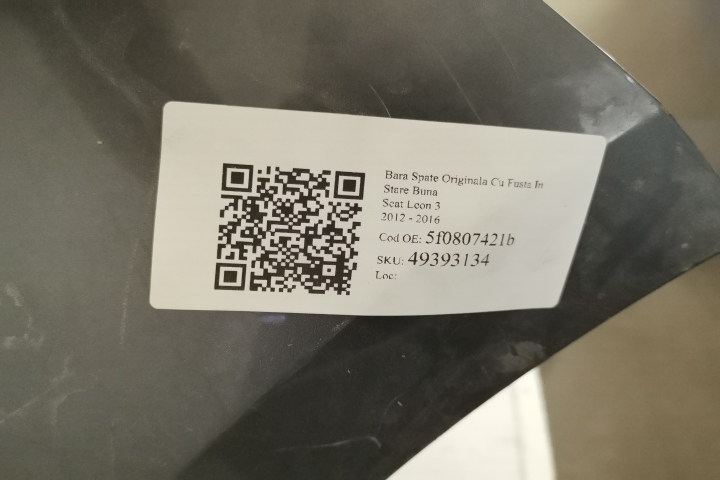 Bara Spate Originala Cu Fusta In
Stare Buna
Seat Leon 3
2012 - 2016
Cod OE: 5f0807421b
SKU: 49393134
Loc: